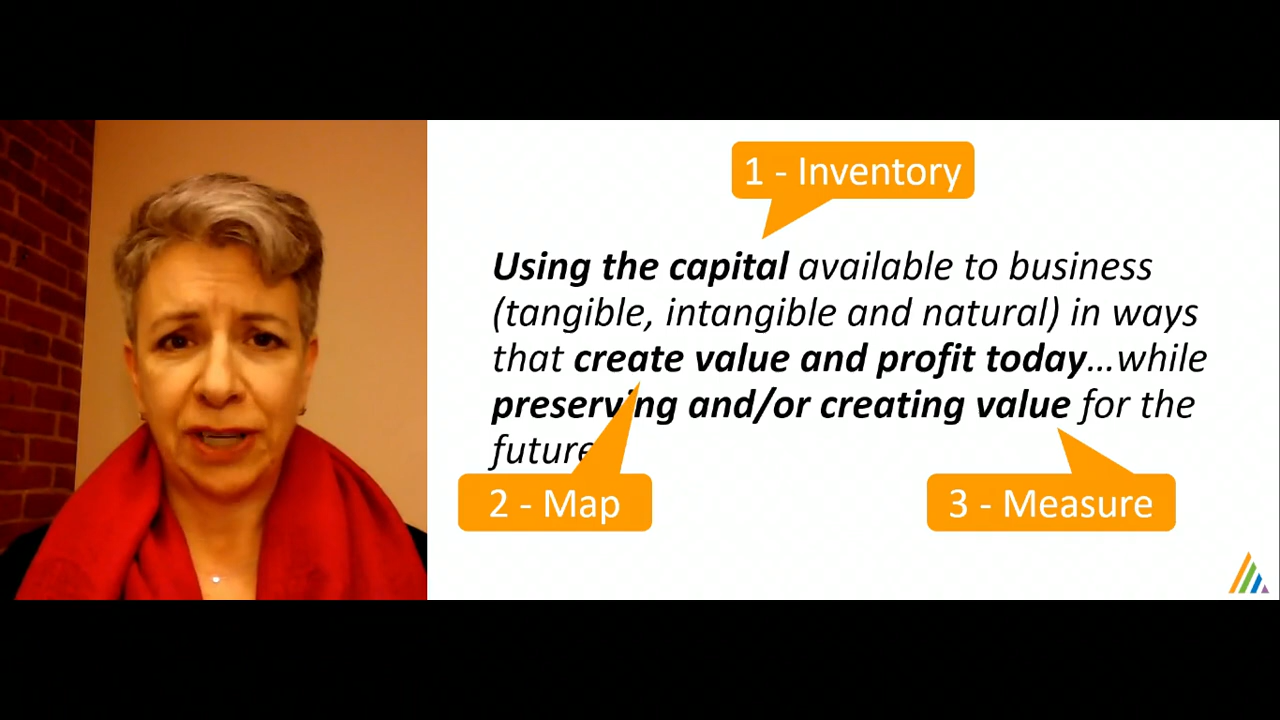 1 - Inventory
Using the capital available to business
(tangible, intangible and natural) in ways
that create value and profit today...while
preserving and/or creating value for the
future
2 - Map
3 - Measure